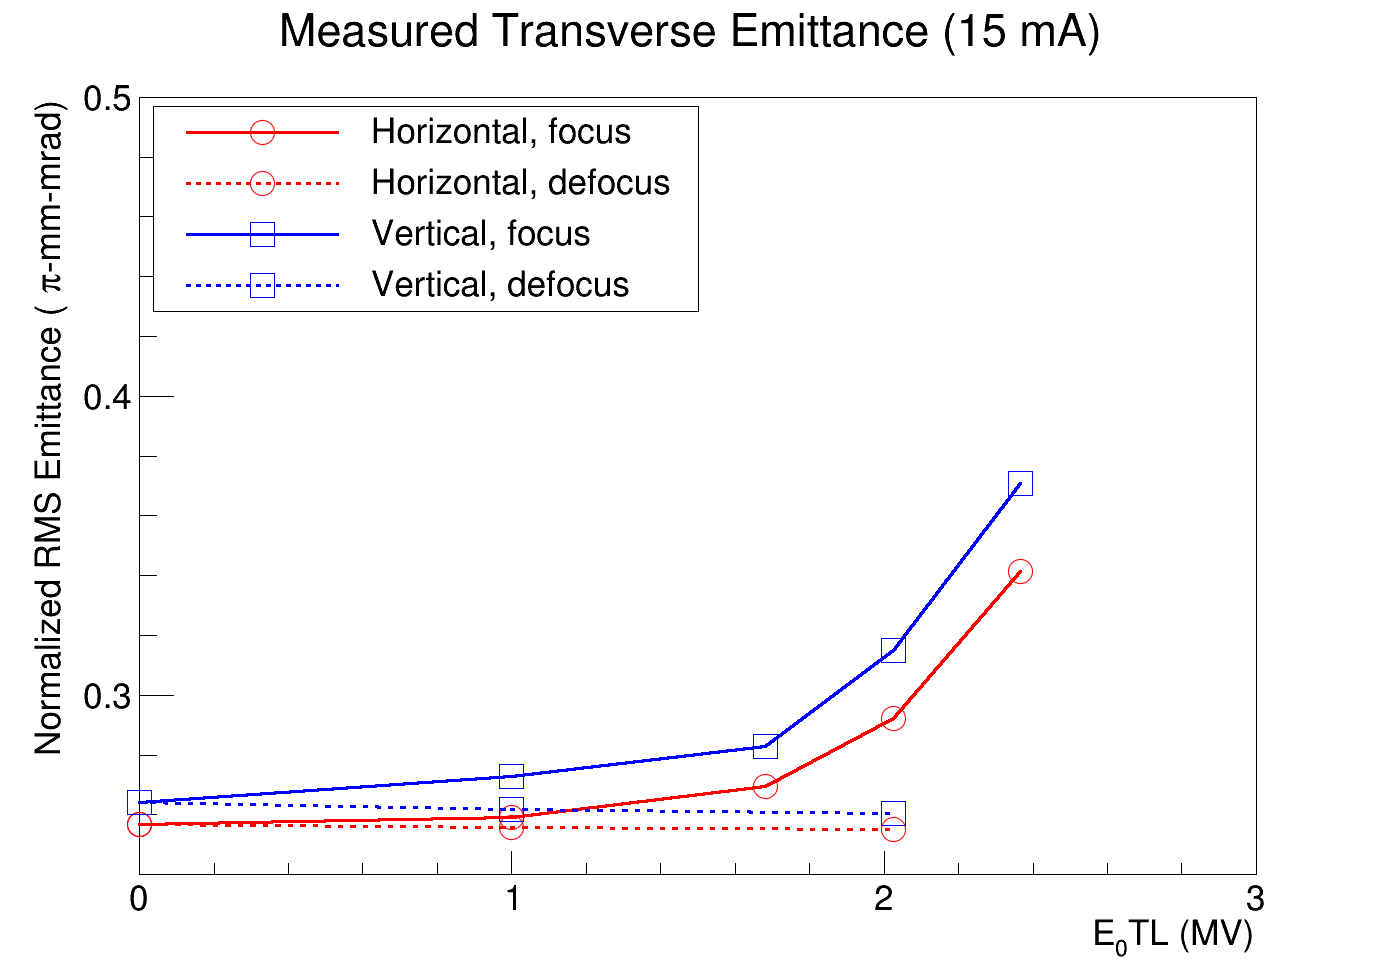 Measured Transverse Emittance (15 mA)
Normalized RMS Emittance ( π-mm-mrad)
0.5
0.4
0.3
Horizontal, focus
Horizontal, defocus
Vertical, focus
Vertical, defocus
0 1 2 3
E₀TL (MV)